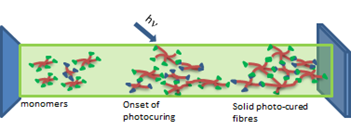 hν
monomers
Onset of
photocuring
Solid photo-cured
fibres